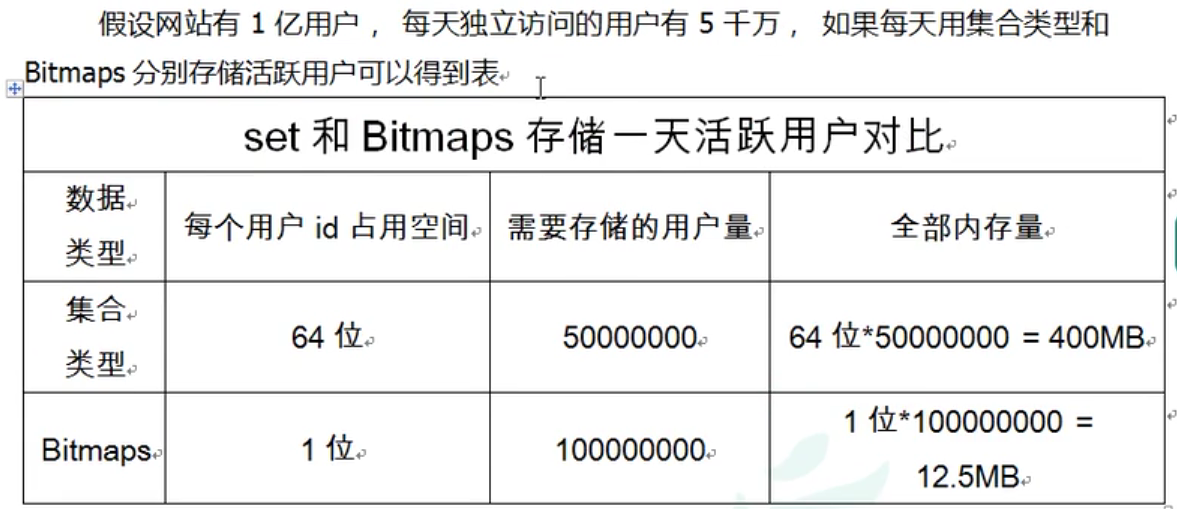 假设网站有 1 亿用户， 每天独立访问的用户有 5 千万， 如果每天用集合类型和
Bitmaps 分别存储活跃用户可以得到表
set 和 Bitmaps 存储一天活跃用户对比
数据
类型
每个用户 id 占用空间
需要存储的用户量
全部内存量
集合
类型
64 位
50000000
64 位*50000000 = 400MB
Bitmaps
1 位
100000000
1 位*100000000 =
12.5MB